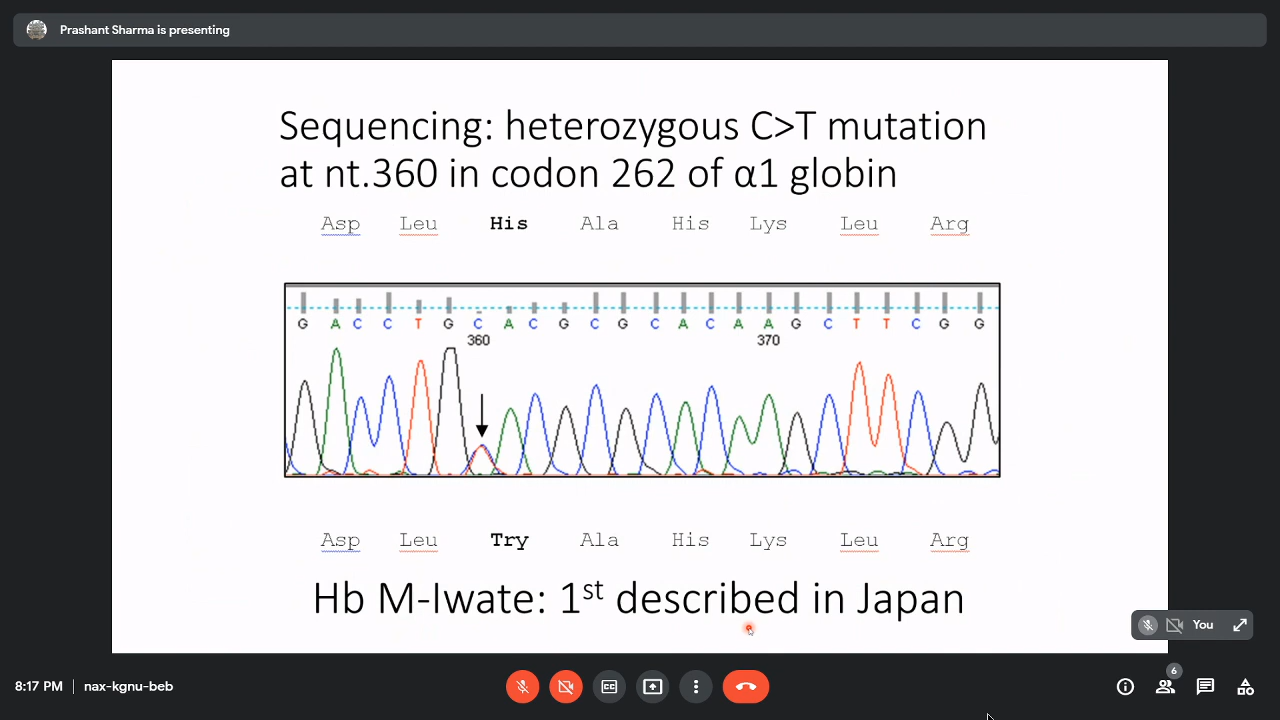 Prashant Sharma is presenting
Sequencing: heterozygous C>T mutation
at nt.360 in codon 262 of α1 globin
Asp Leu His Ala His Lys Leu Arg
G A C C T G C A C G C G C A C A A G C T T C G G
360 370
Asp Leu Try Ala His Lys Leu Arg
Hb M-Iwate: 1st described in Japan
You
8:17 PM | nax-kgnu-beb
CC
6